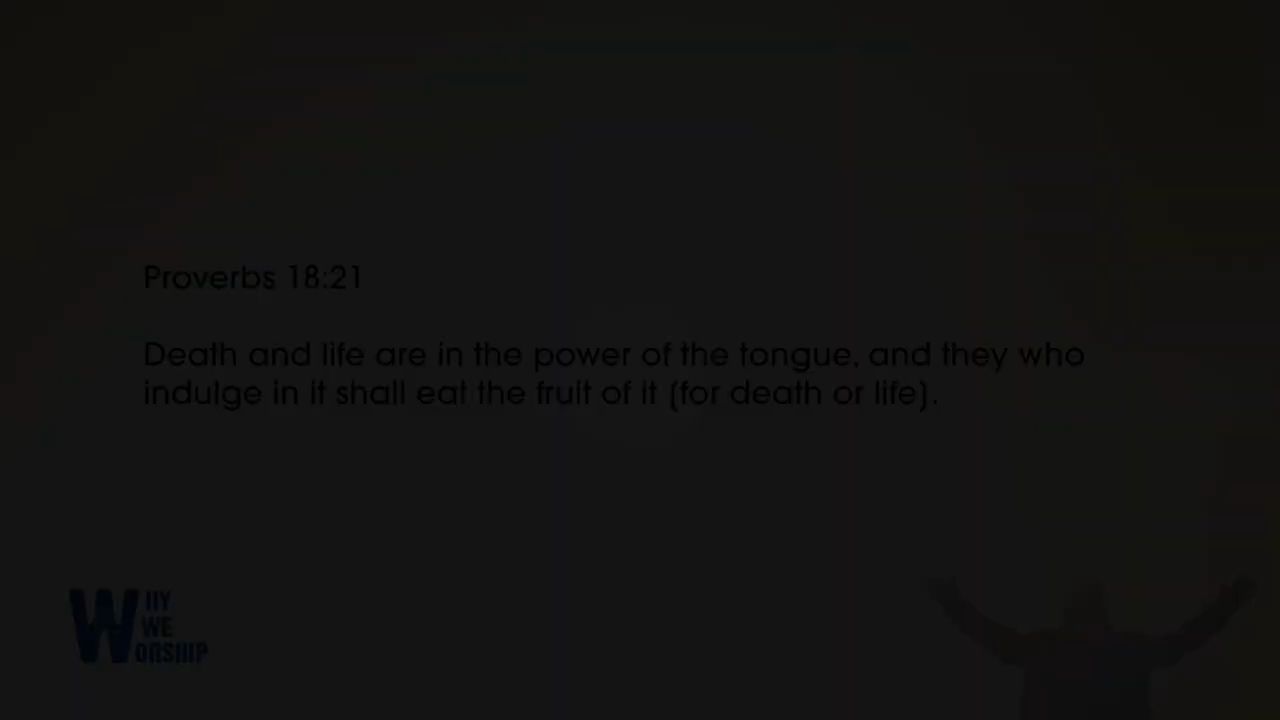 Proverbs 18:21
Death and life are in the power of the tongue, and they who
indulge in it shall eat the fruit of it (for death or life).
WHY
WE
WORSHIP